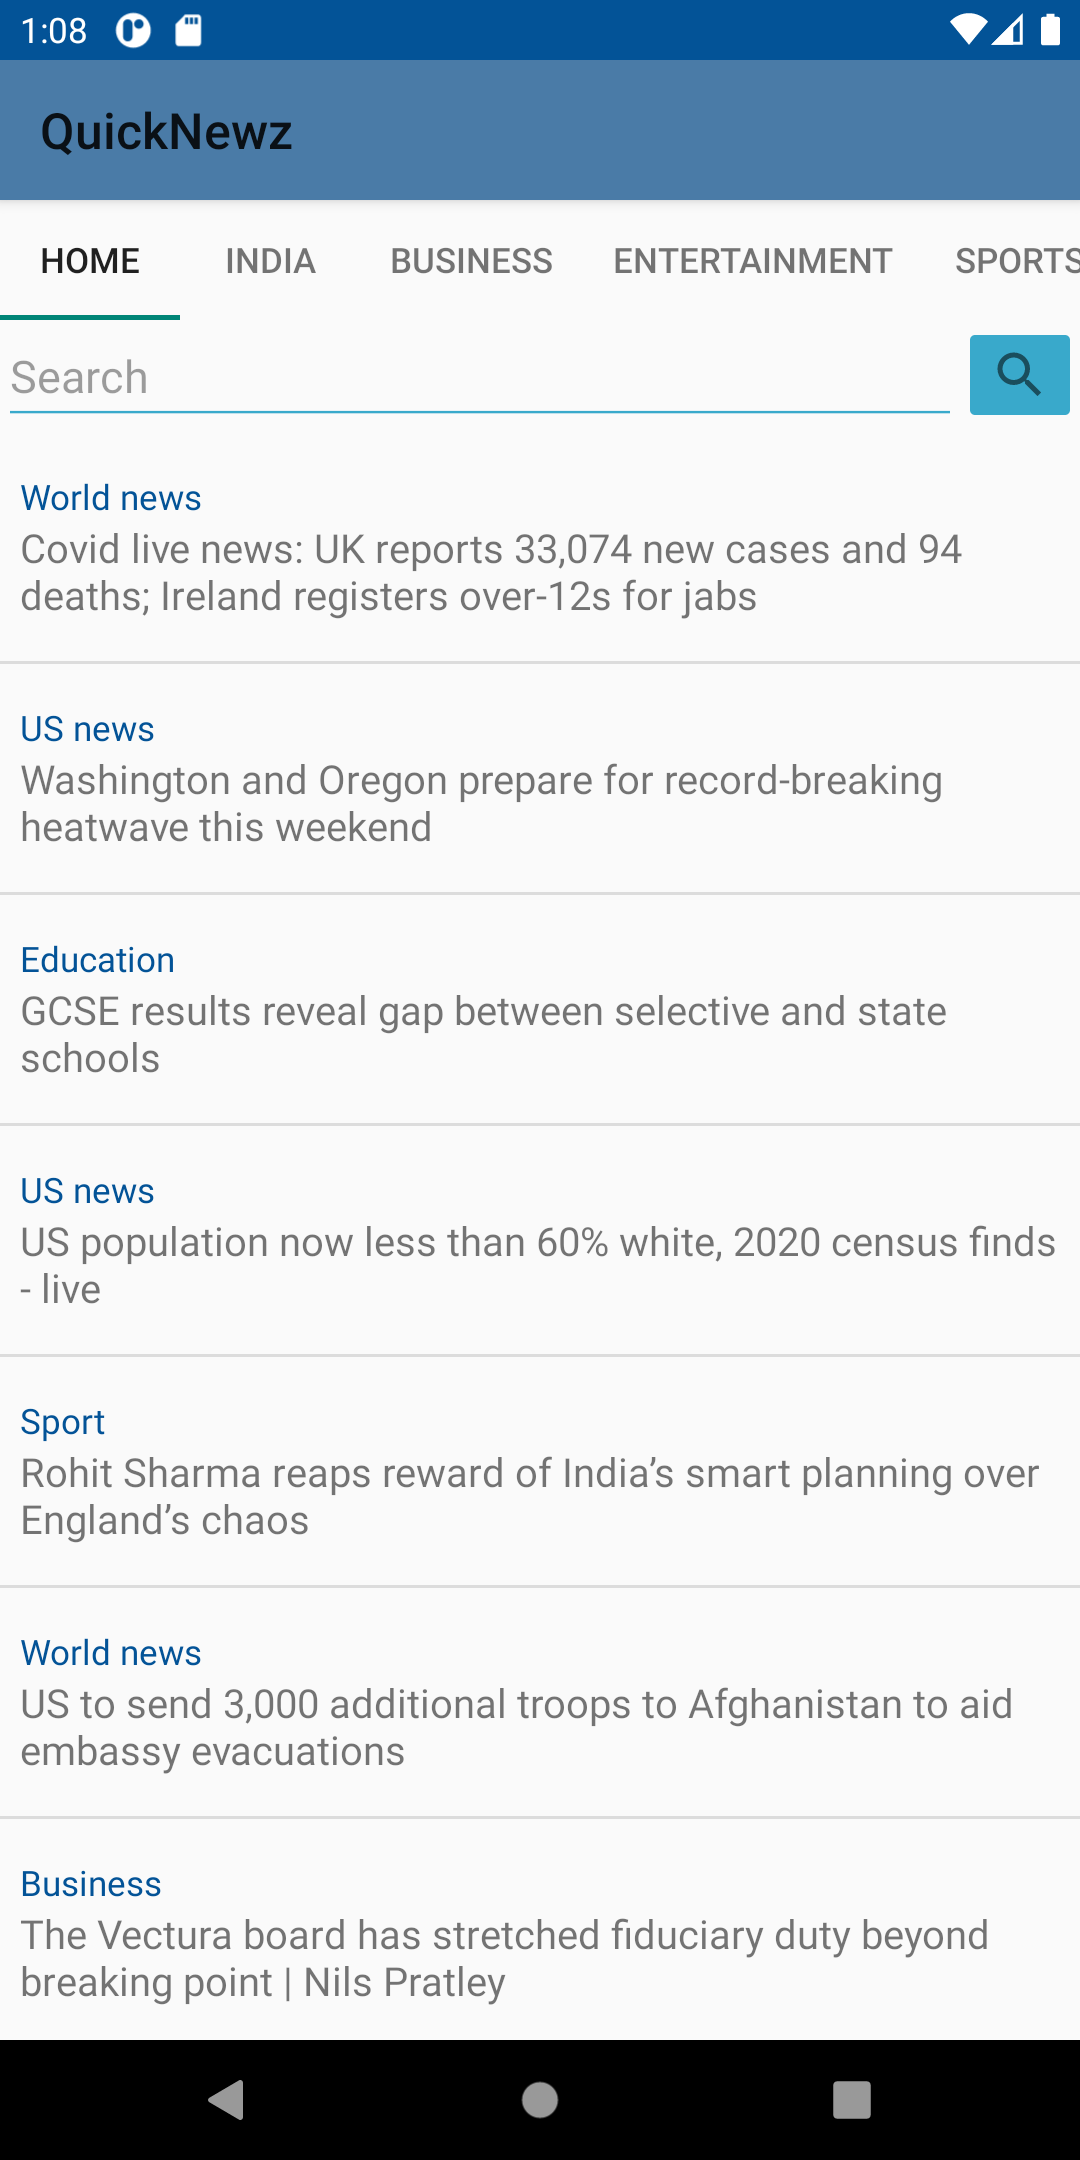 1:08
QuickNewz
HOME INDIA BUSINESS ENTERTAINMENT SPORTS
Search
World news
Covid live news: UK reports 33,074 new cases and 94
deaths; Ireland registers over-12s for jabs
US news
Washington and Oregon prepare for record-breaking
heatwave this weekend
Education
GCSE results reveal gap between selective and state
schools
US news
US population now less than 60% white, 2020 census finds
- live
Sport
Rohit Sharma reaps reward of India’s smart planning over
England’s chaos
World news
US to send 3,000 additional troops to Afghanistan to aid
embassy evacuations
Business
The Vectura board has stretched fiduciary duty beyond
breaking point | Nils Pratley